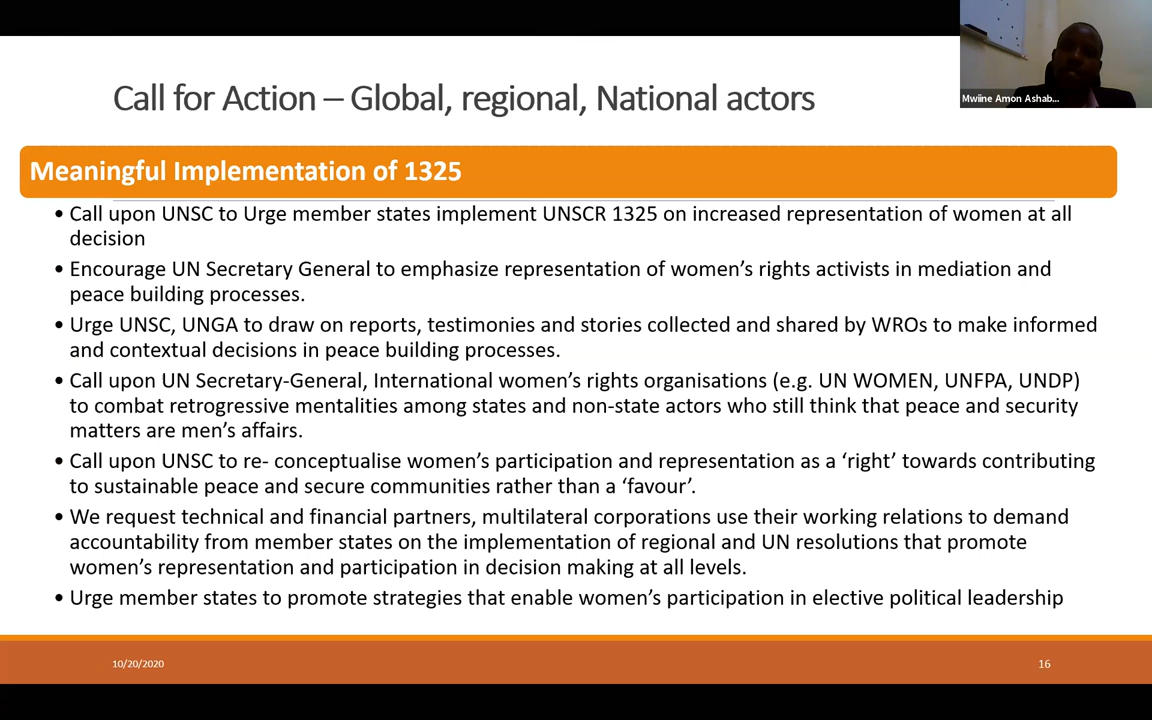 Mwiine Amon Ashab...
Call for Action – Global, regional, National actors
Meaningful Implementation of 1325
• Call upon UNSC to Urge member states implement UNSCR 1325 on increased representation of women at all
decision
• Encourage UN Secretary General to emphasize representation of women’s rights activists in mediation and
peace building processes.
• Urge UNSC, UNGA to draw on reports, testimonies and stories collected and shared by WROs to make informed
and contextual decisions in peace building processes.
• Call upon UN Secretary-General, International women’s rights organisations (e.g. UN WOMEN, UNFPA, UNDP)
to combat retrogressive mentalities among states and non-state actors who still think that peace and security
matters are men’s affairs.
• Call upon UNSC to re- conceptualise women’s participation and representation as a ‘right’ towards contributing
to sustainable peace and secure communities rather than a ‘favour’.
• We request technical and financial partners, multilateral corporations use their working relations to demand
accountability from member states on the implementation of regional and UN resolutions that promote
women’s representation and participation in decision making at all levels.
• Urge member states to promote strategies that enable women’s participation in elective political leadership
10/20/2020
16